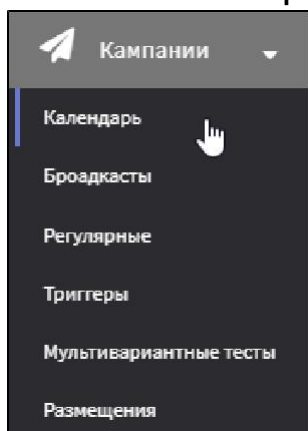 Кампании
Календарь
Броадкасты
Регулярные
Триггеры
Мультивариантные тесты
Размещения